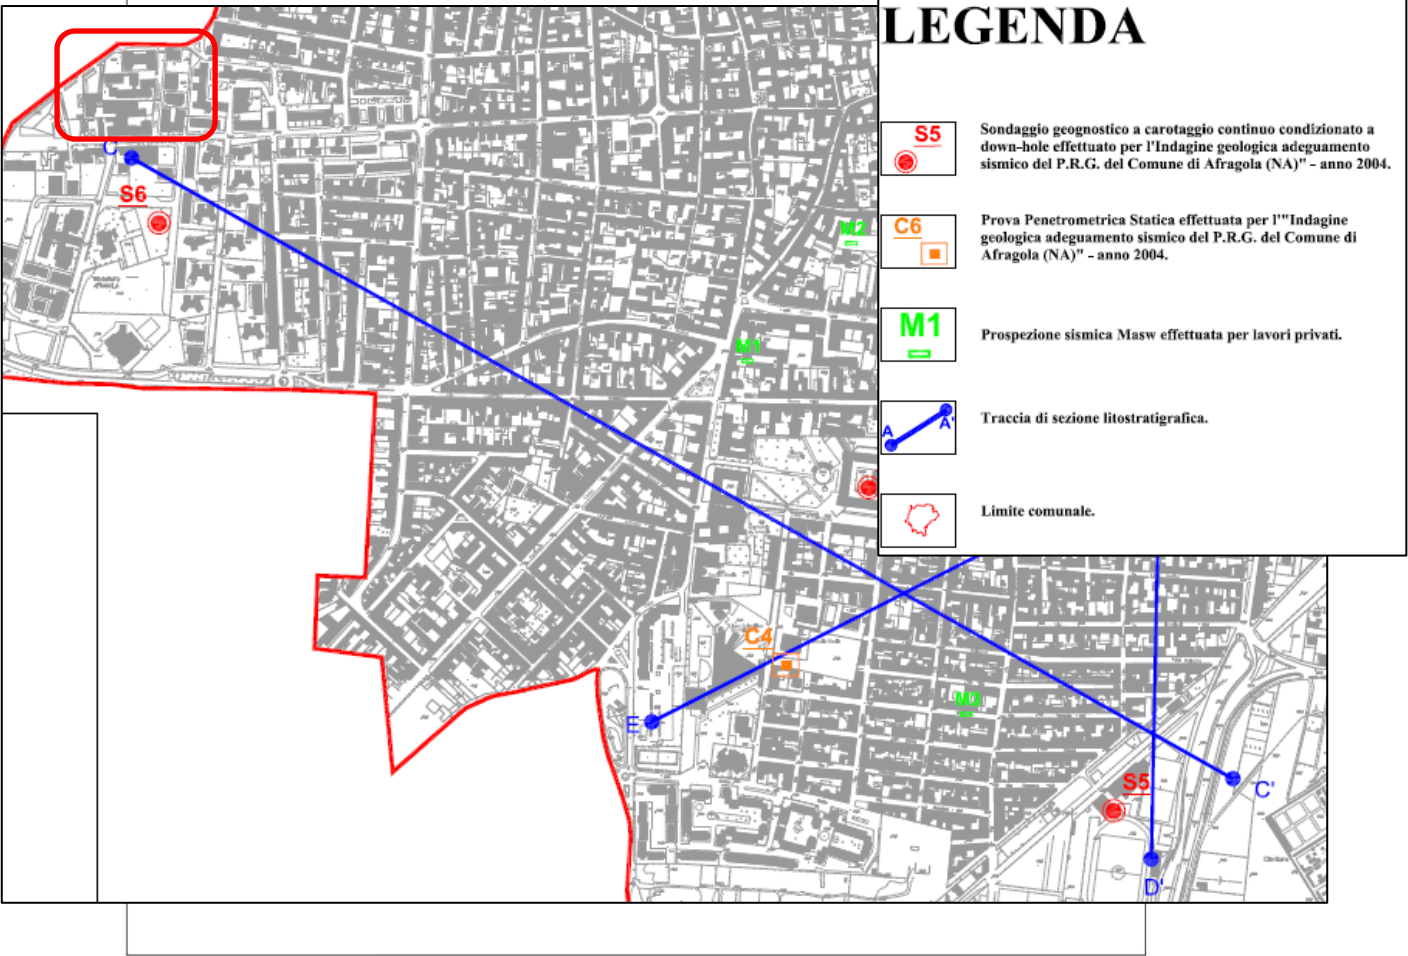 LEGENDA
S5
Sondaggio geognostico a carotaggio continuo condizionato a
down-hole effettuato per l'Indagine geologica adeguamento
sismico del P.R.G. del Comune di Afragola (NA)" - anno 2004.
C6
Prova Penetrometrica Statica effettuata per l'"Indagine
geologica adeguamento sismico del P.R.G. del Comune di
Afragola (NA)" - anno 2004.
M1
Prospezione sismica Masw effettuata per lavori privati.
A
A'
Traccia di sezione litostratigrafica.
Limite comunale.
C
S6
M2
M1
C4
E
M3
S5
C'
D'